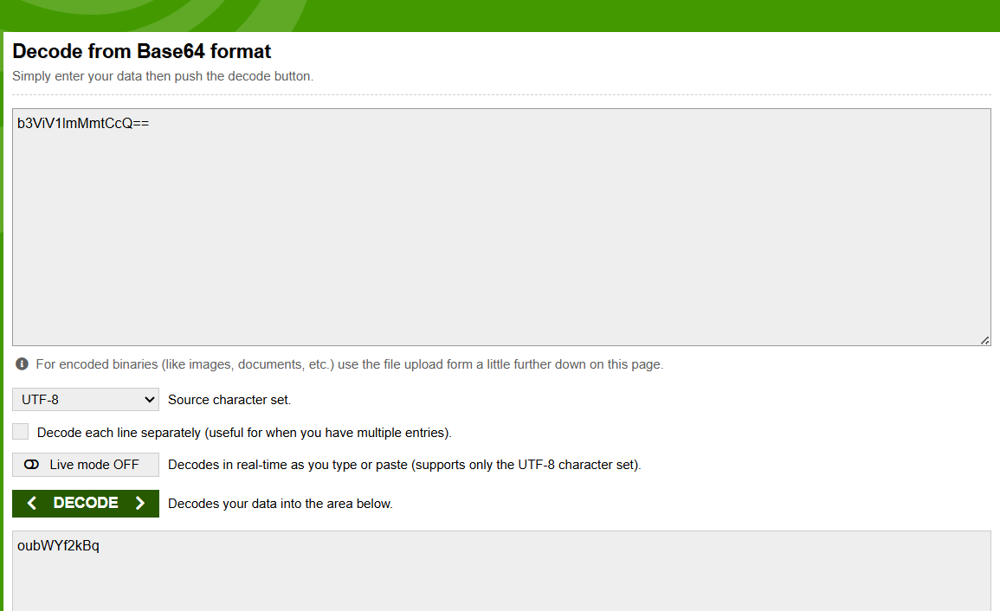 Decode from Base64 format
Simply enter your data then push the decode button.
b3ViV1lmMmtCcQ==
For encoded binaries (like images, documents, etc.) use the file upload form a little further down on this page.
UTF-8 Source character set.
Decode each line separately (useful for when you have multiple entries).
Live mode OFF Decodes in real-time as you type or paste (supports only the UTF-8 character set).
DECODE Decodes your data into the area below.
oubWYf2kBq